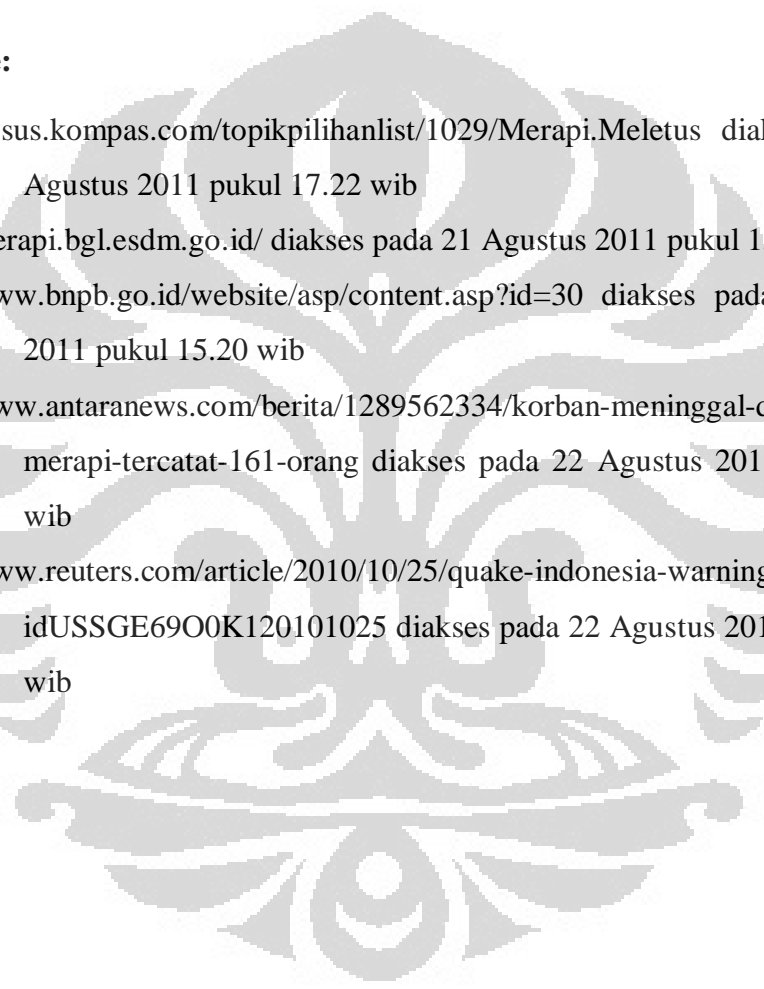 :
sus.kompas.com/topikpilihanlist/1029/Merapi.Meletus dial
Agustus 2011 pukul 17.22 wib
erapi.bgl.esdm.go.id/ diakses pada 21 Agustus 2011 pukul 1
ww.bnpb.go.id/website/asp/content.asp?id=30 diakses pada
2011 pukul 15.20 wib
ww.antaranews.com/berita/1289562334/korban-meninggal-
merapi-tercatat-161-orang diakses pada 22 Agustus 201
wib
ww.reuters.com/article/2010/10/25/quake-indonesia-warning
idUSSGE69O0K120101025 diakses pada 22 Agustus 201
wib